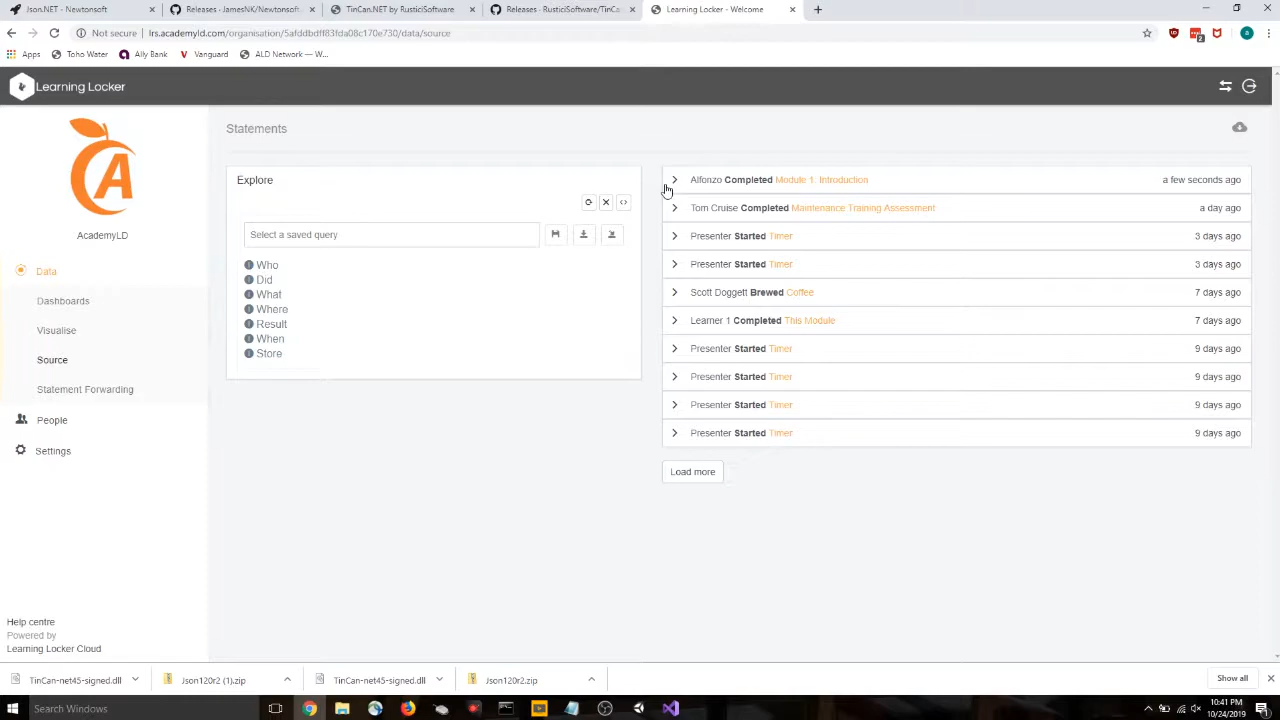 Json.NET - Newtonsoft
Releases · JamesNK/Newtonsoft
TinCan.NET by RusticiSoftware
Releases · RusticiSoftware/TinCa
Learning Locker - Welcome
Not secure | lrs.academyld.com/organisation/5afddbdff83fda08c170e730/data/source
Apps
Toho Water
Ally Bank
Vanguard
ALD Network — W...
Learning Locker
AcademyLD
Data
Dashboards
Visualise
Source
Statement Forwarding
People
Settings
Help centre
Powered by
Learning Locker Cloud
Statements
Explore
Select a saved query
Who
Did
What
Where
Result
When
Store
Alfonzo Completed Module 1: Introduction a few seconds ago
Tom Cruise Completed Maintenance Training Assessment a day ago
Presenter Started Timer 3 days ago
Presenter Started Timer 3 days ago
Scott Doggett Brewed Coffee 7 days ago
Learner 1 Completed This Module 7 days ago
Presenter Started Timer 9 days ago
Presenter Started Timer 9 days ago
Presenter Started Timer 9 days ago
Presenter Started Timer 9 days ago
Load more
TinCan-net45-signed.dll
Json120r2 (1).zip
TinCan-net45-signed.dll
Json120r2.zip
Show all
Search Windows
10:41 PM
10/24/2019